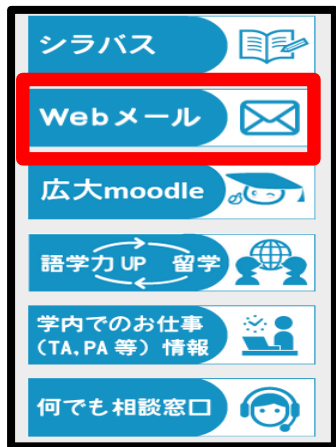 シラバス
Webメール
広大moodle
語学力UP 留学
学内でのお仕事
(TA,PA等)情報
何でも相談窓口